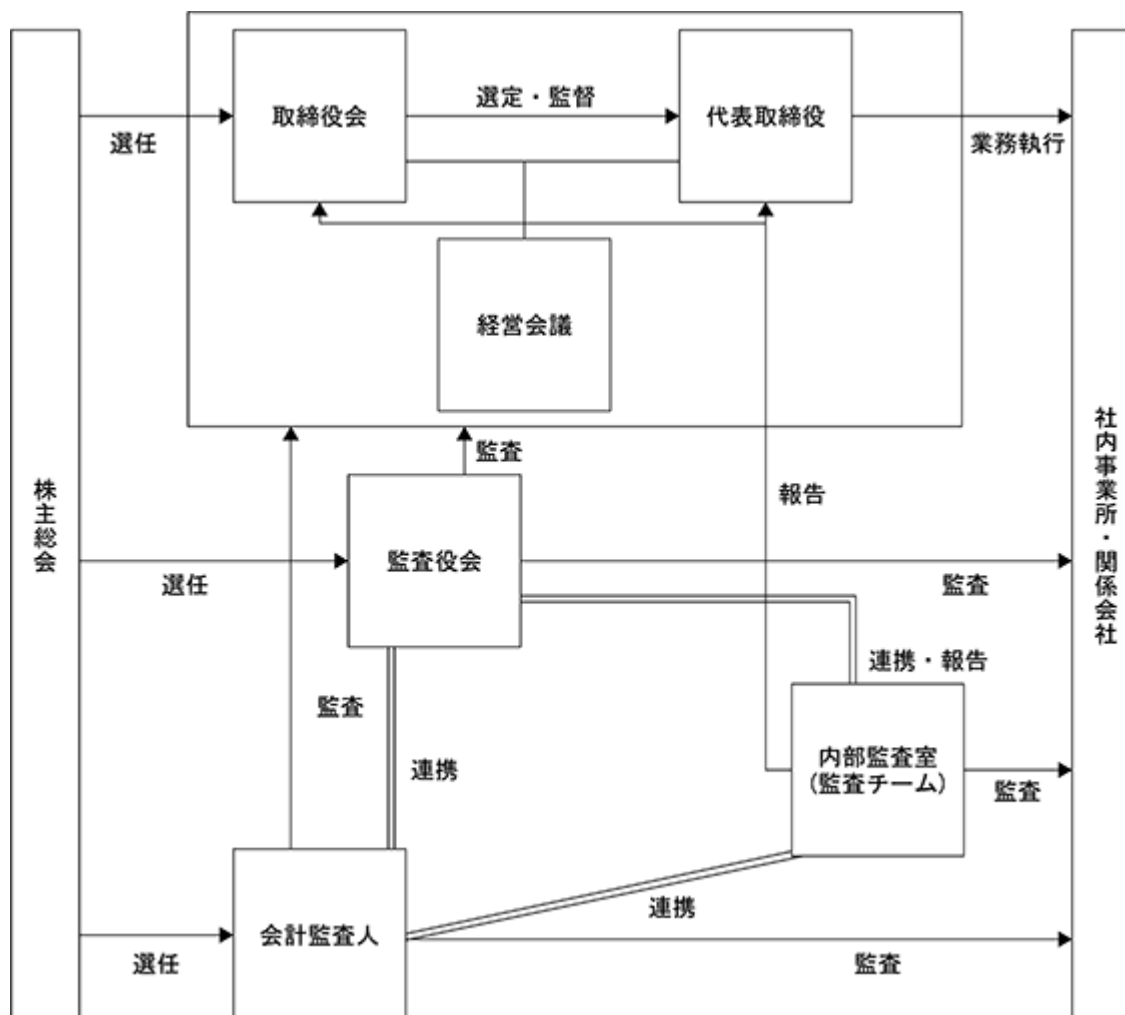 取締役会
選定・監督
代表取締役
選任
業務執行
経営会議
監査
報告
株主総会
社内事業所・関係会社
監査役会
選任
監査
連携・報告
監査
連携
内部監査室
(監査チーム)
監査
連携
会計監査人
選任
監査